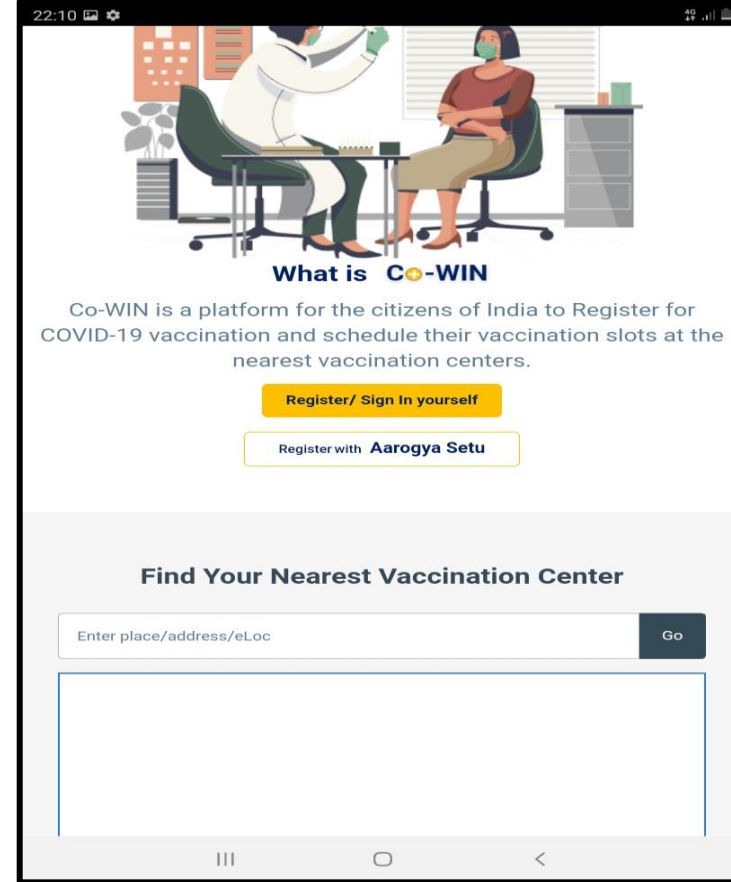 22:10
4G
What is Co-WIN
Co-WIN is a platform for the citizens of India to Register for
COVID-19 vaccination and schedule their vaccination slots at the
nearest vaccination centers.
Register/ Sign In yourself
Register with Aarogya Setu
Find Your Nearest Vaccination Center
Enter place/address/eLoc
Go